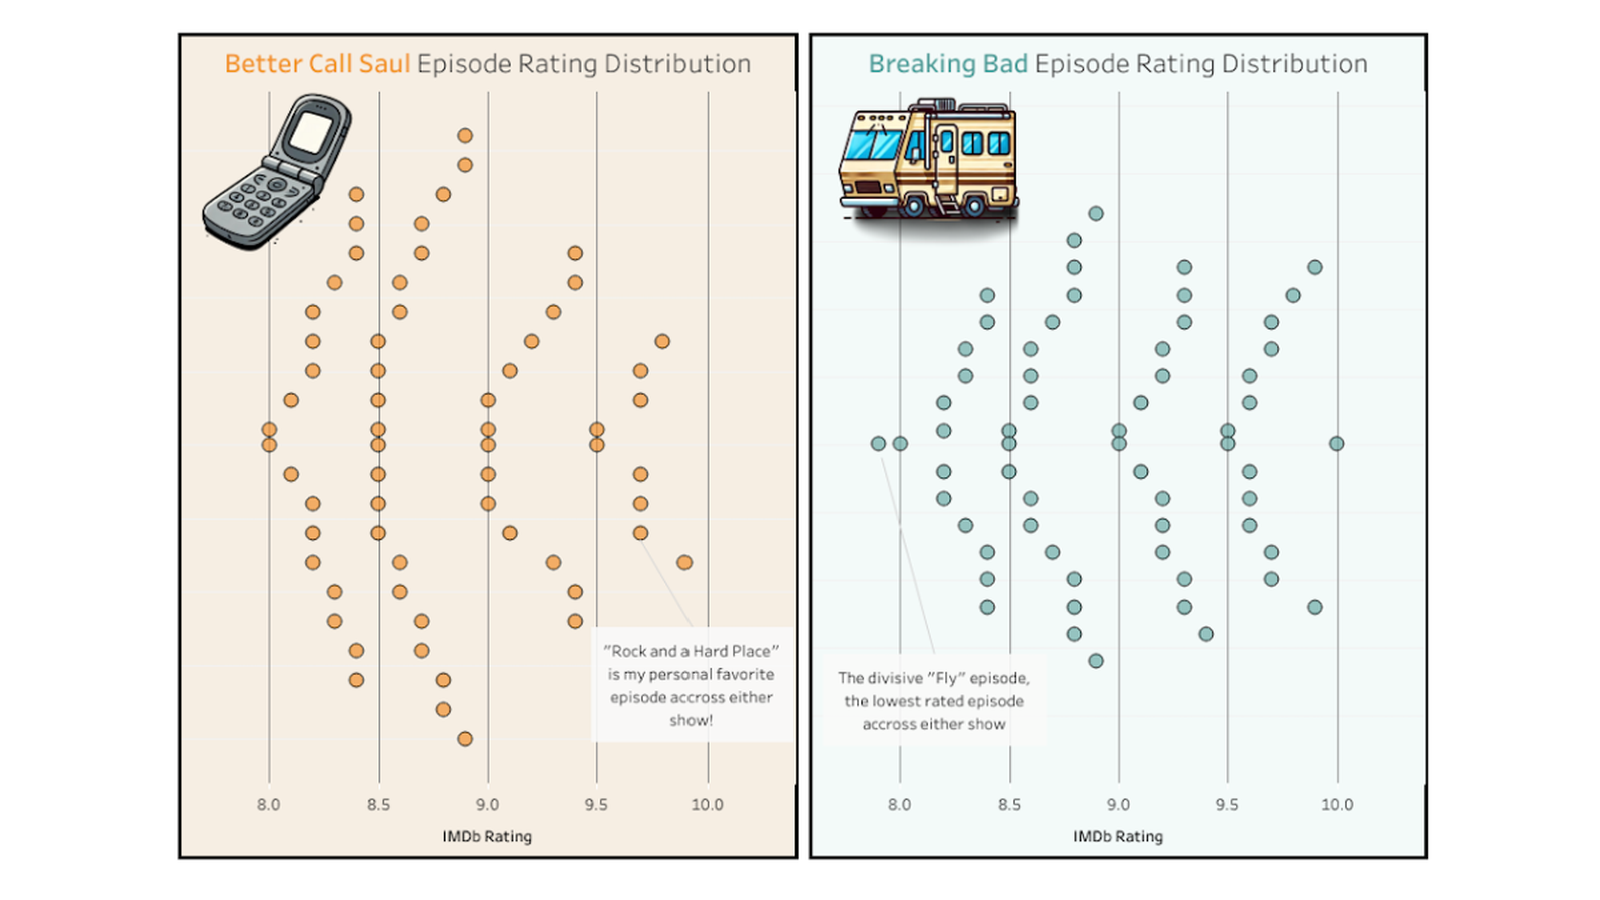 Better Call Saul Episode Rating Distribution
8.0 8.5 9.0 9.5 10.0
IMDb Rating
"Rock and a Hard Place"
is my personal favorite
episode accross either
show!
Breaking Bad Episode Rating Distribution
8.0 8.5 9.0 9.5 10.0
IMDb Rating
The divisive "Fly" episode,
the lowest rated episode
accross either show